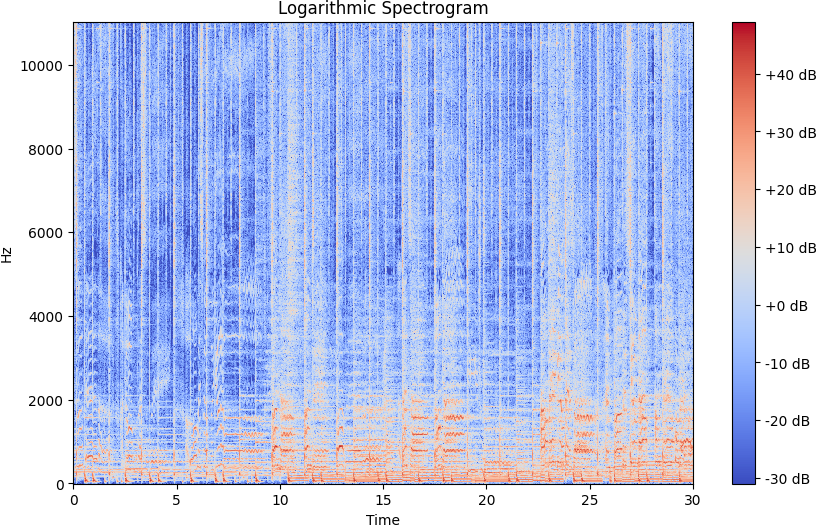 Logarithmic Spectrogram
10000
8000
6000
4000
2000
0
Hz
0 5 10 15 20 25 30
Time
+40 dB
+30 dB
+20 dB
+10 dB
+0 dB
-10 dB
-20 dB
-30 dB